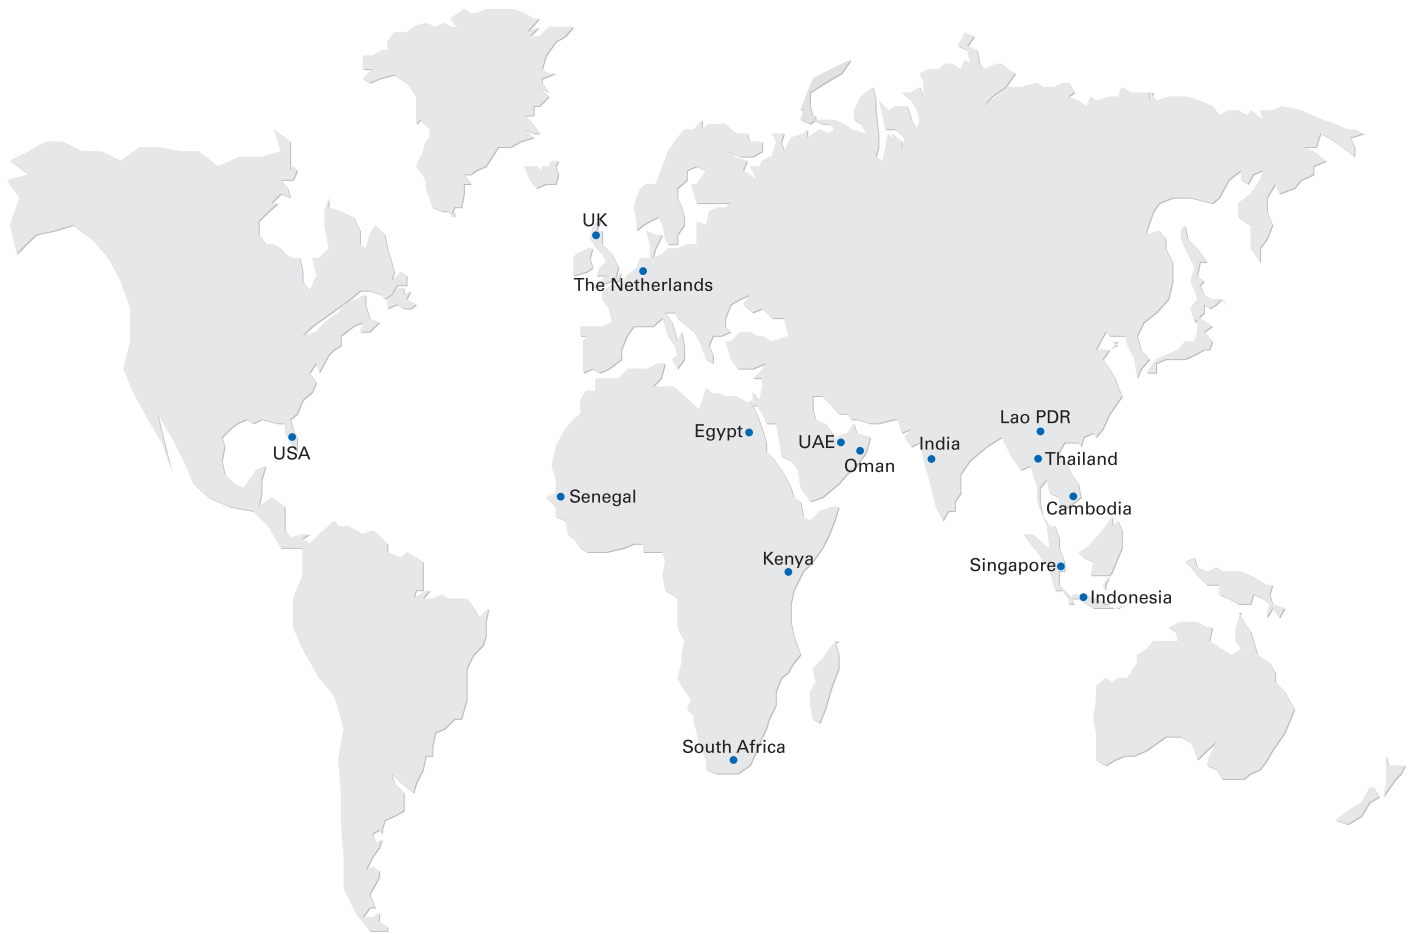 UK
The Netherlands
Lao PDR
Egypt
UAE
India
USA
Oman
Thailand
Senegal
Cambodia
Kenya
Singapore
Indonesia
South Africa